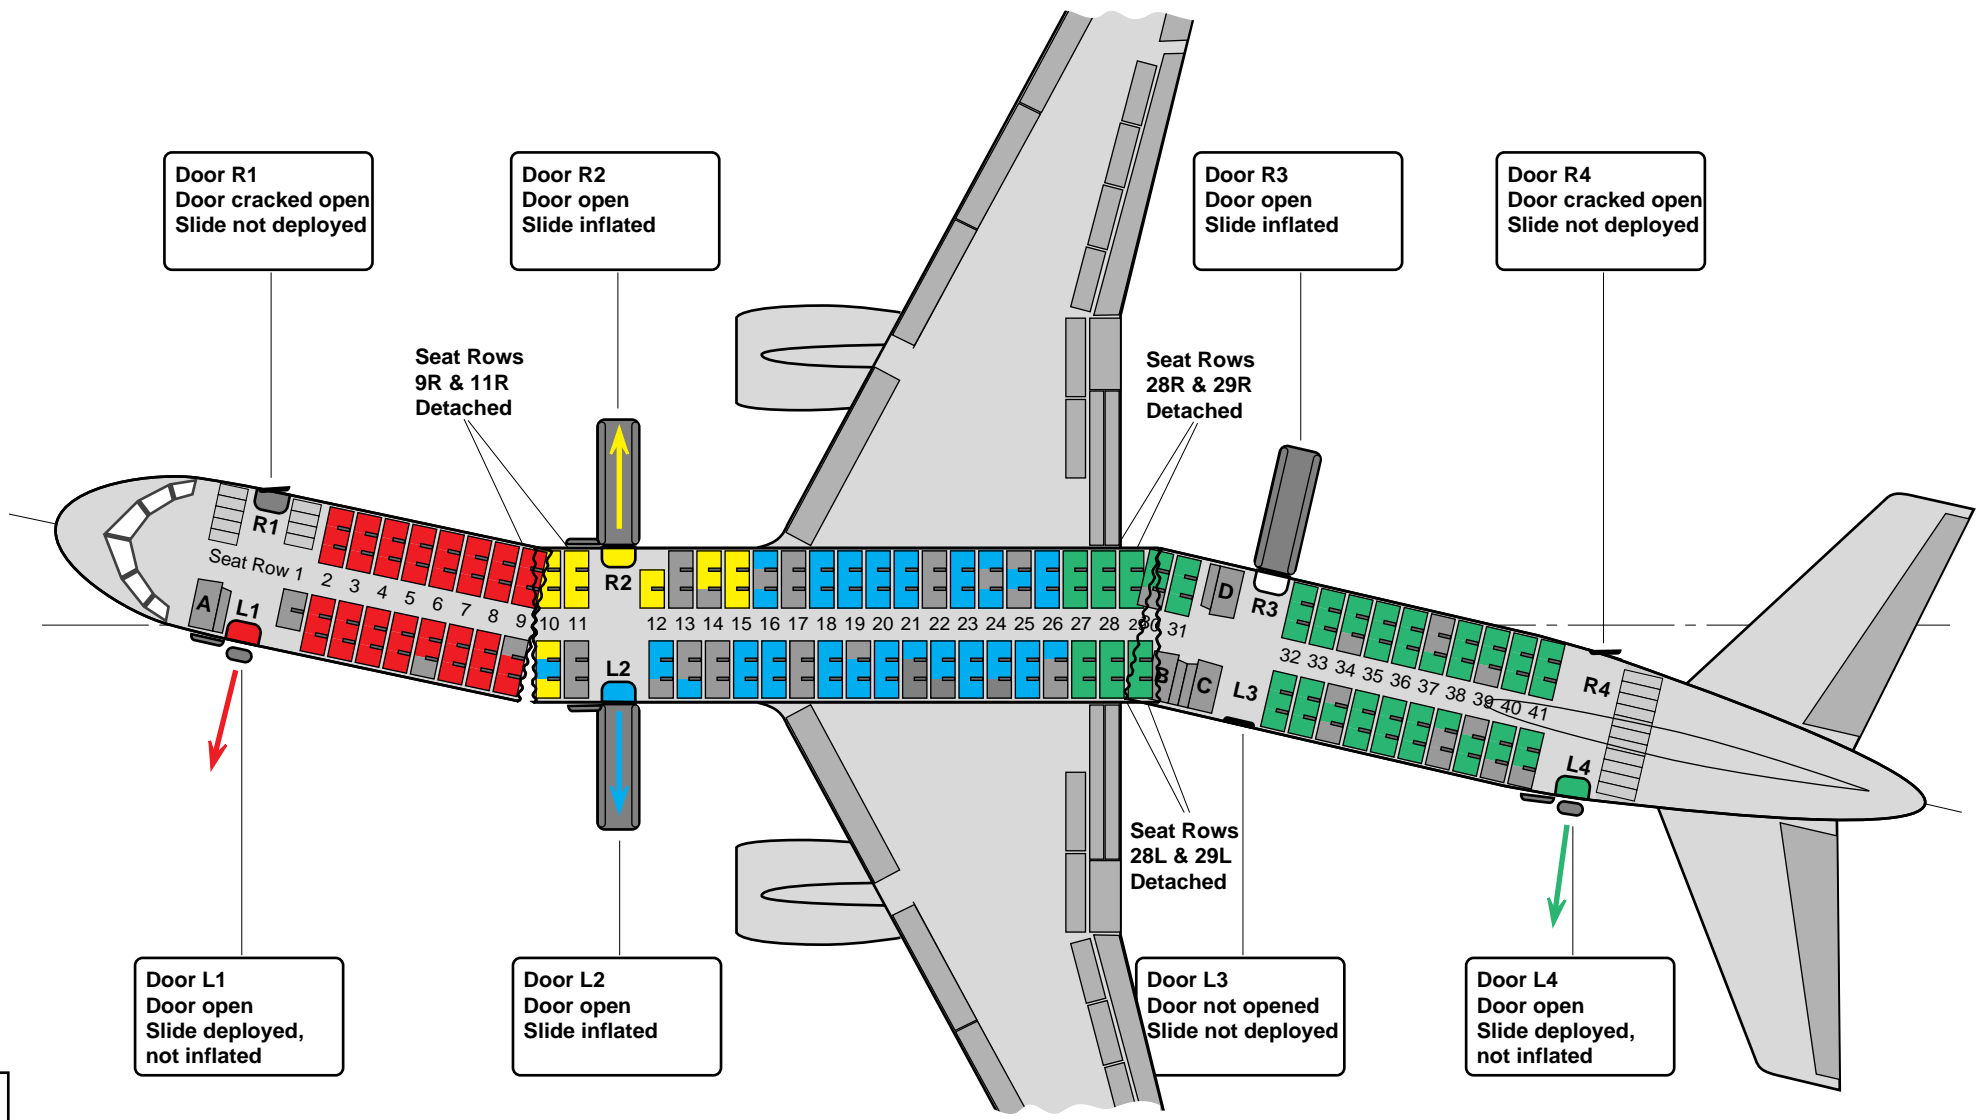 Door R1
Door cracked open
Slide not deployed
Door R2
Door open
Slide inflated
Door R3
Door open
Slide inflated
Door R4
Door cracked open
Slide not deployed
Seat Rows
9R & 11R
Detached
Seat Rows
28R & 29R
Detached
R1
Seat Row 1
2 3 4 5 6 7 8 9 10 11 12 13 14 15 16 17 18 19 20 21 22 23 24 25 26 27 28 29 30 31 32 33 34 35 36 37 38 39 40 41
A
L1
R2
L2
D
R3
B
C
L3
R4
L4
Seat Rows
28L & 29L
Detached
Door L1
Door open
Slide deployed,
not inflated
Door L2
Door open
Slide inflated
Door L3
Door not opened
Slide not deployed
Door L4
Door open
Slide deployed,
not inflated